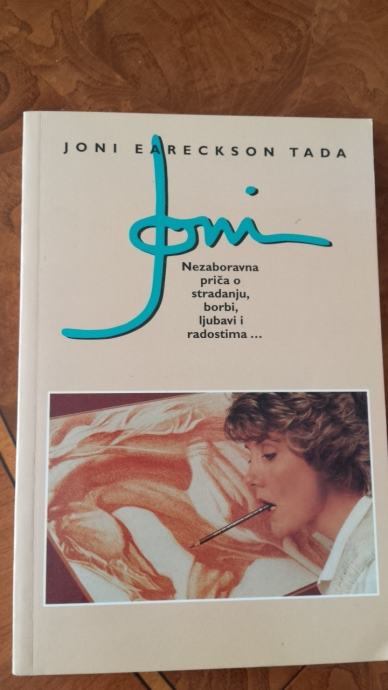 JONI EARECKSON TADA
Joni
Nezaboravna
priča o
stradanju,
borbi,
ljubavi i
radostima ...